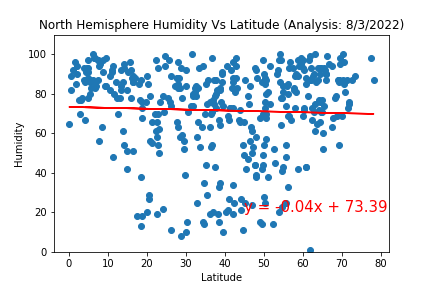 North Hemisphere Humidity Vs Latitude (Analysis: 8/3/2022)
100
80
60
40
20
0
Humidity
y = -0.04x + 73.39
0 10 20 30 40 50 60 70 80
Latitude